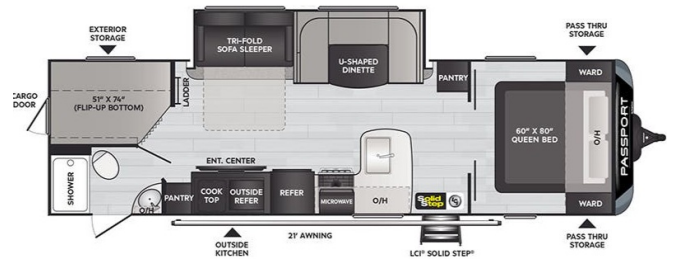 EXTERIOR
STORAGE
PASS THRU
STORAGE
TRI-FOLD
SOFA SLEEPER
U-SHAPED
DINETTE
PANTRY
WARD
CARGO
DOOR
51" X 74"
(FLIP-UP BOTTOM)
LADDER
60" X 80"
QUEEN BED
O/H
PASSPORT
ENT. CENTER
SHOWER
O/H
PANTRY
COOK
TOP
OUTSIDE
REFER
REFER
MICROWAVE
O/H
Solid
Step
WARD
21' AWNING
OUTSIDE
KITCHEN
LCI® SOLID STEP®
PASS THRU
STORAGE